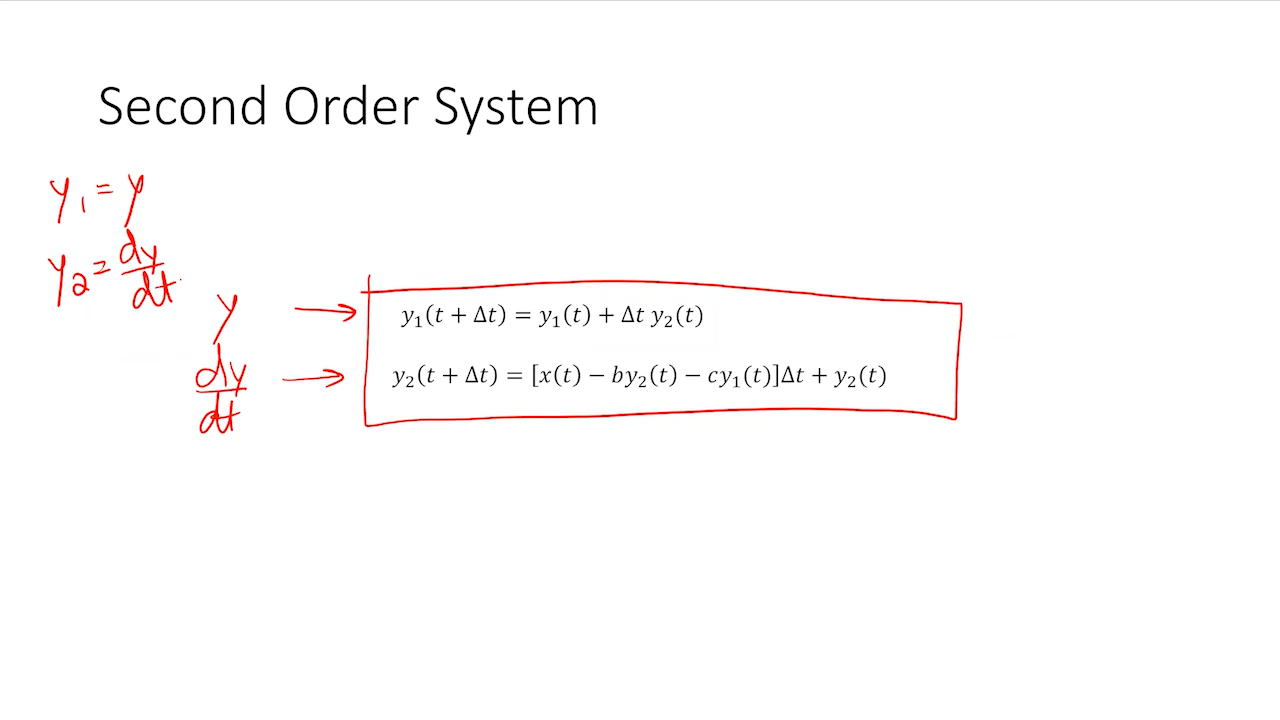 Second Order System
y₁ = y
y₂ = dy/dt
y → y₁(t + Δt) = y₁(t) + Δt y₂(t)
dy/dt → y₂(t + Δt) = [x(t) − by₂(t) − cy₁(t)]Δt + y₂(t)